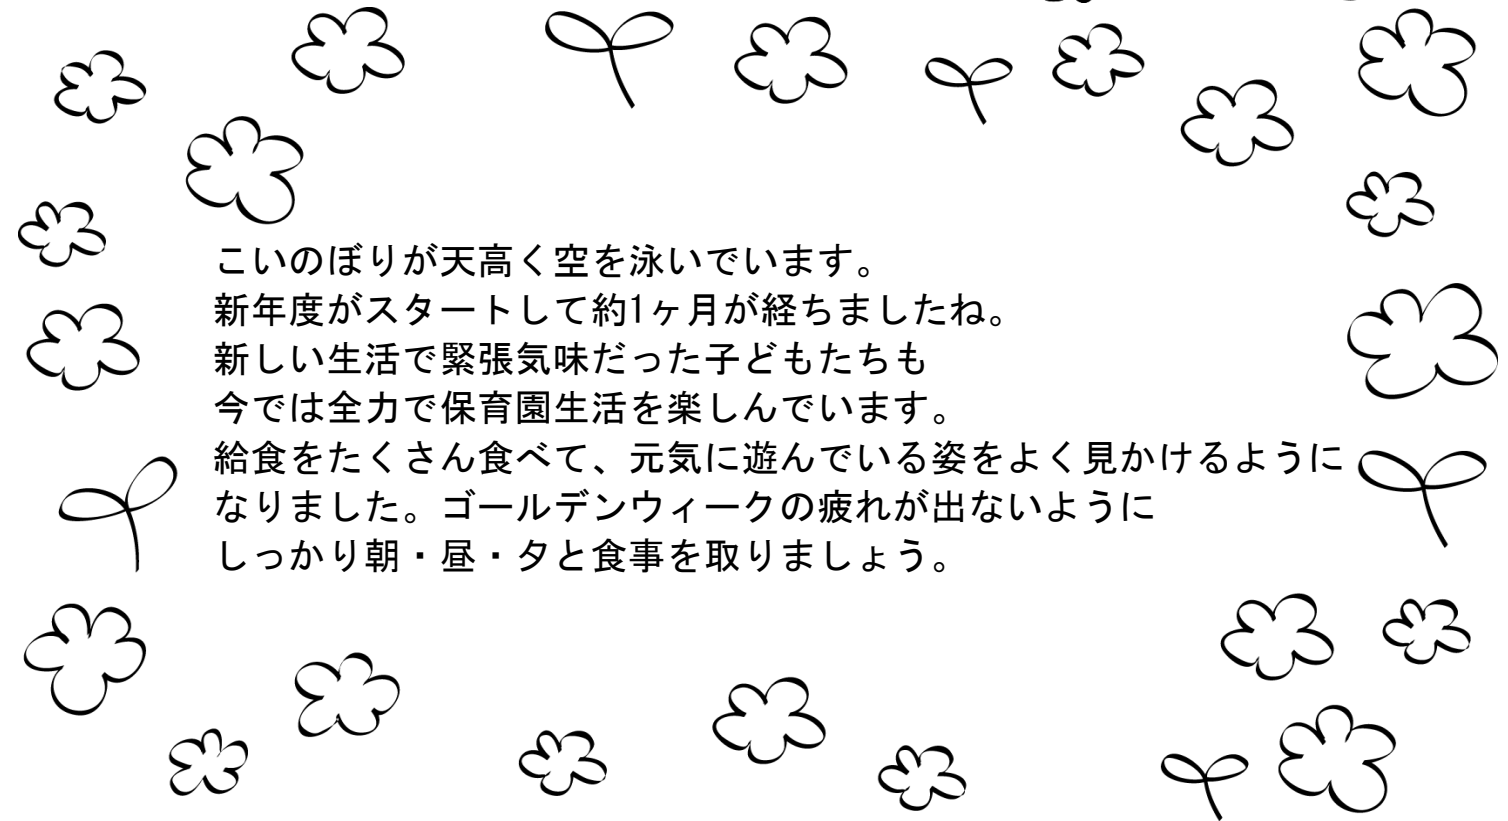 こいのぼりが天高く空を泳いでいます。
新年度がスタートして約1ヶ月が経ちましたね。
新しい生活で緊張気味だった子どもたちも
今では全力で保育園生活を楽しんでいます。
給食をたくさん食べて、元気に遊んでいる姿をよく見かけるように
なりました。ゴールデンウィークの疲れが出ないように
しっかり朝・昼・夕と食事を取りましょう。